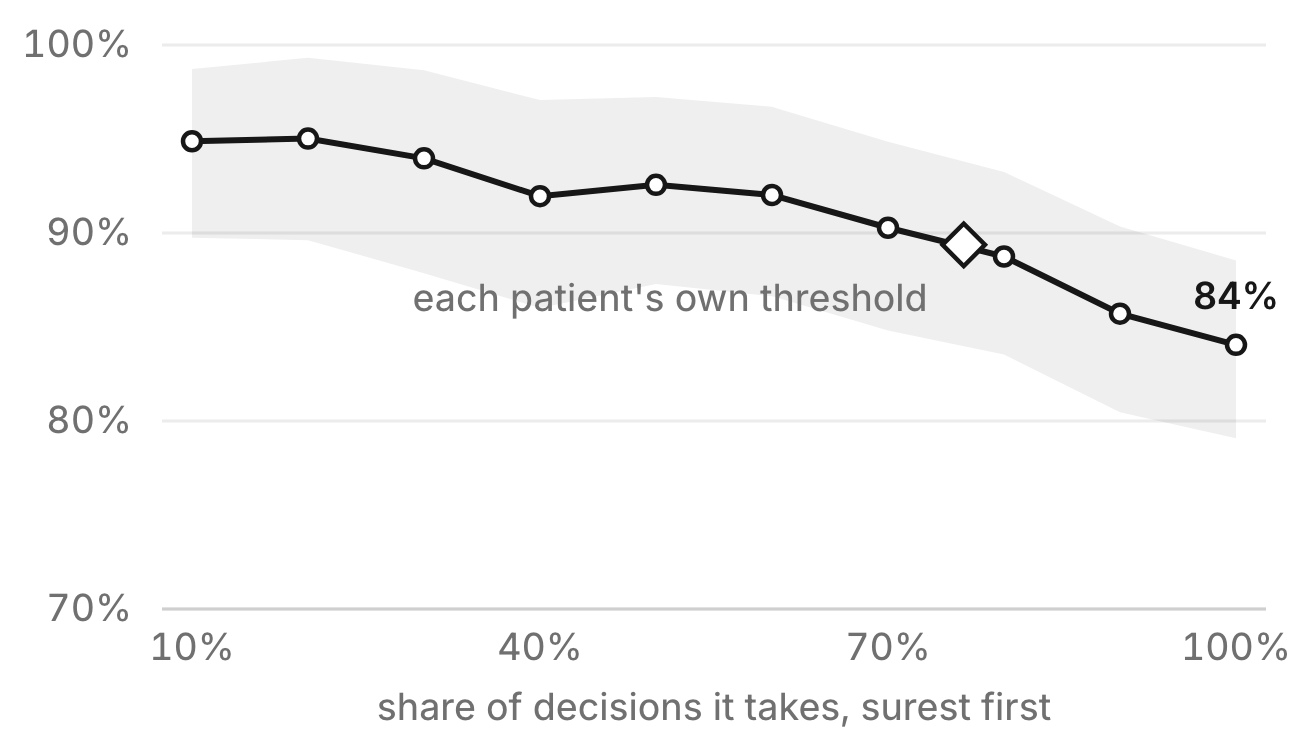 100%
90%
each patient's own threshold
84%
80%
70%
10% 40% 70% 100%
share of decisions it takes, surest first